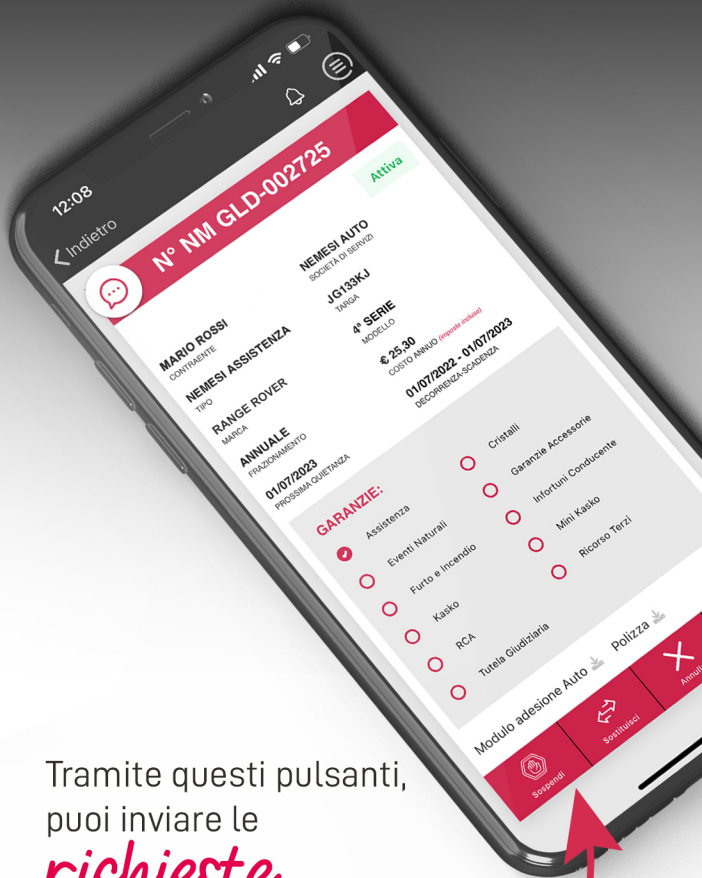 12:08
Indietro
N° NM GLD-002725
Attiva
MARIO ROSSI
CONTRAENTE
NEMESI AUTO
SOCIETÀ DI SERVIZI
NEMESI ASSISTENZA
TIPO
JG133KJ
TARGA
RANGE ROVER
MARCA
4ª SERIE
MODELLO
ANNUALE
FRAZIONAMENTO
€ 25,30
COSTO ANNUO (imposte incluse)
01/07/2023
PROSSIMA QUIETANZA
01/07/2022 - 01/07/2023
DECORRENZA-SCADENZA
GARANZIE:
Assistenza
Eventi Naturali
Furto e Incendio
Kasko
RCA
Tutela Giudiziaria
Cristalli
Garanzie Accessorie
Infortuni Conducente
Mini Kasko
Ricorso Terzi
Modulo adesione Auto
Polizza
Sospendi
Sostituisci
Annull
Tramite questi pulsanti,
puoi inviare le
richieste